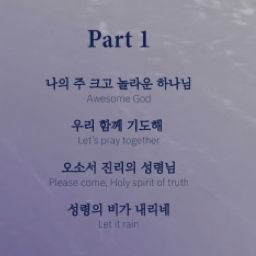 Part 1
나의 주 크고 놀라운 하나님
Awesome God
우리 함께 기도해
Let's pray together
오소서 진리의 성령님
Please come, Holy spirit of truth
성령의 비가 내리네
Let it rain